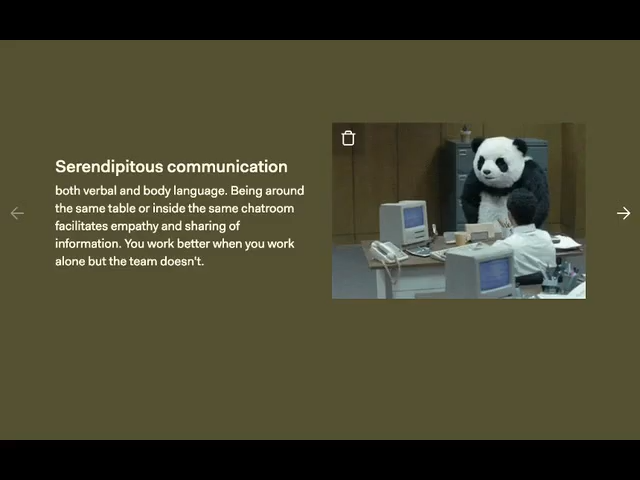 Serendipitous communication
both verbal and body language. Being around
the same table or inside the same chatroom
facilitates empathy and sharing of
information. You work better when you work
alone but the team doesn't.